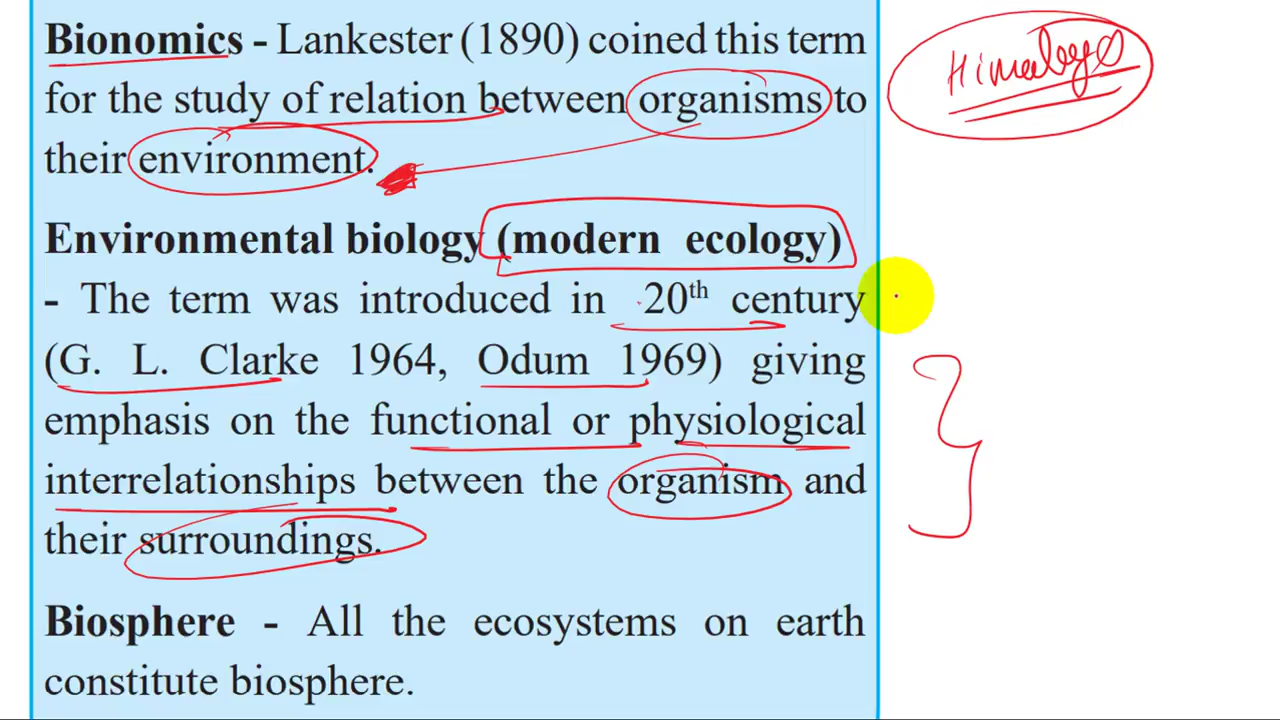 Bionomics - Lankester (1890) coined this term
for the study of relation between organisms to
their environment.
Environmental biology (modern ecology)
- The term was introduced in 20th century
(G. L. Clarke 1964, Odum 1969) giving
emphasis on the functional or physiological
interrelationships between the organism and
their surroundings.
Biosphere - All the ecosystems on earth
constitute biosphere.
Himalaya